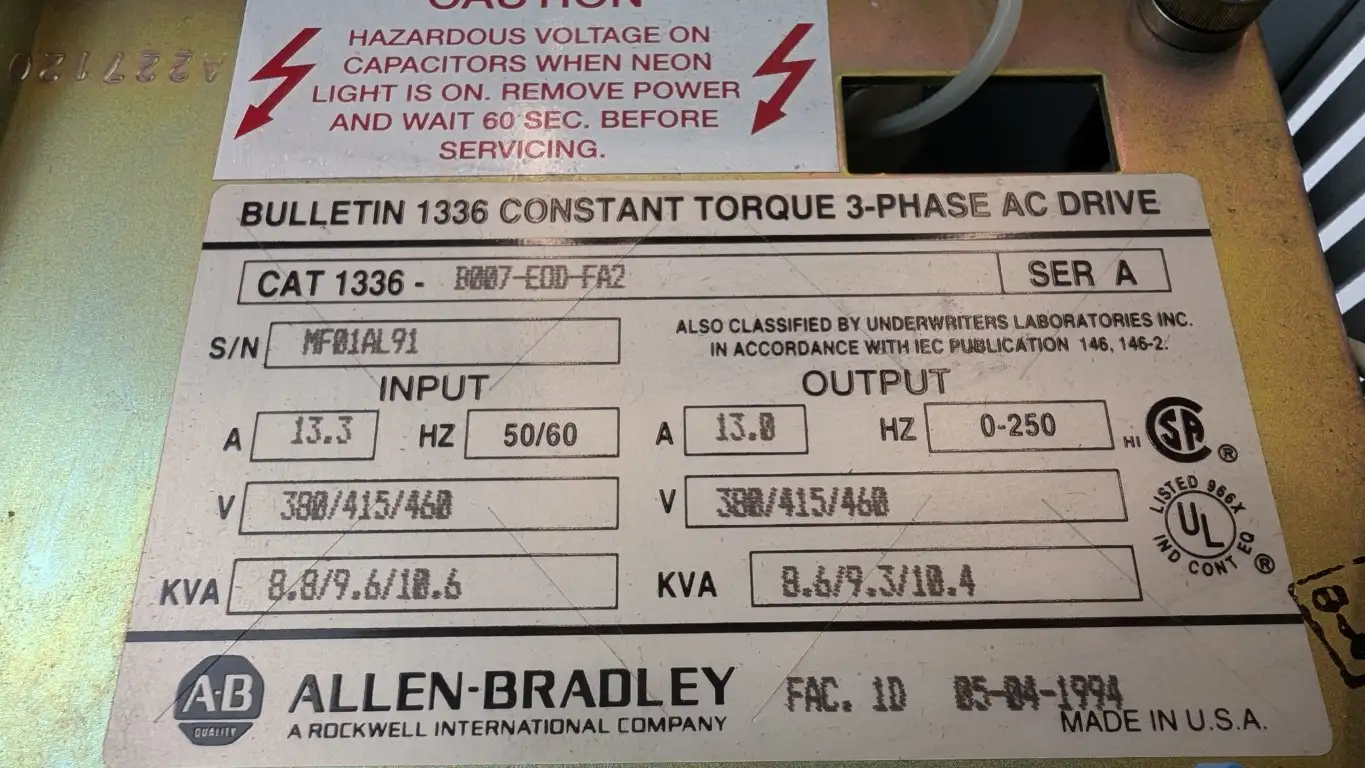 CAUTION
HAZARDOUS VOLTAGE ON
CAPACITORS WHEN NEON
LIGHT IS ON. REMOVE POWER
AND WAIT 60 SEC. BEFORE
SERVICING.
A227120
BULLETIN 1336 CONSTANT TORQUE 3-PHASE AC DRIVE
CAT 1336 - B007-EOD-FA2 SER A
S/N MF01AL91
ALSO CLASSIFIED BY UNDERWRITERS LABORATORIES INC.
IN ACCORDANCE WITH IEC PUBLICATION 146, 146-2.
INPUT OUTPUT
A 13.3 HZ 50/60 A 13.0 HZ 0-250
HI SA ®
V 380/415/460 V 380/415/460
LISTED 966X
UL
IND CONT EQ ®
KVA 8.8/9.6/10.6 KVA 8.6/9.3/10.4
A-B
QUALITY
ALLEN-BRADLEY
A ROCKWELL INTERNATIONAL COMPANY
FAC. 1D 05-04-1994
MADE IN U.S.A.